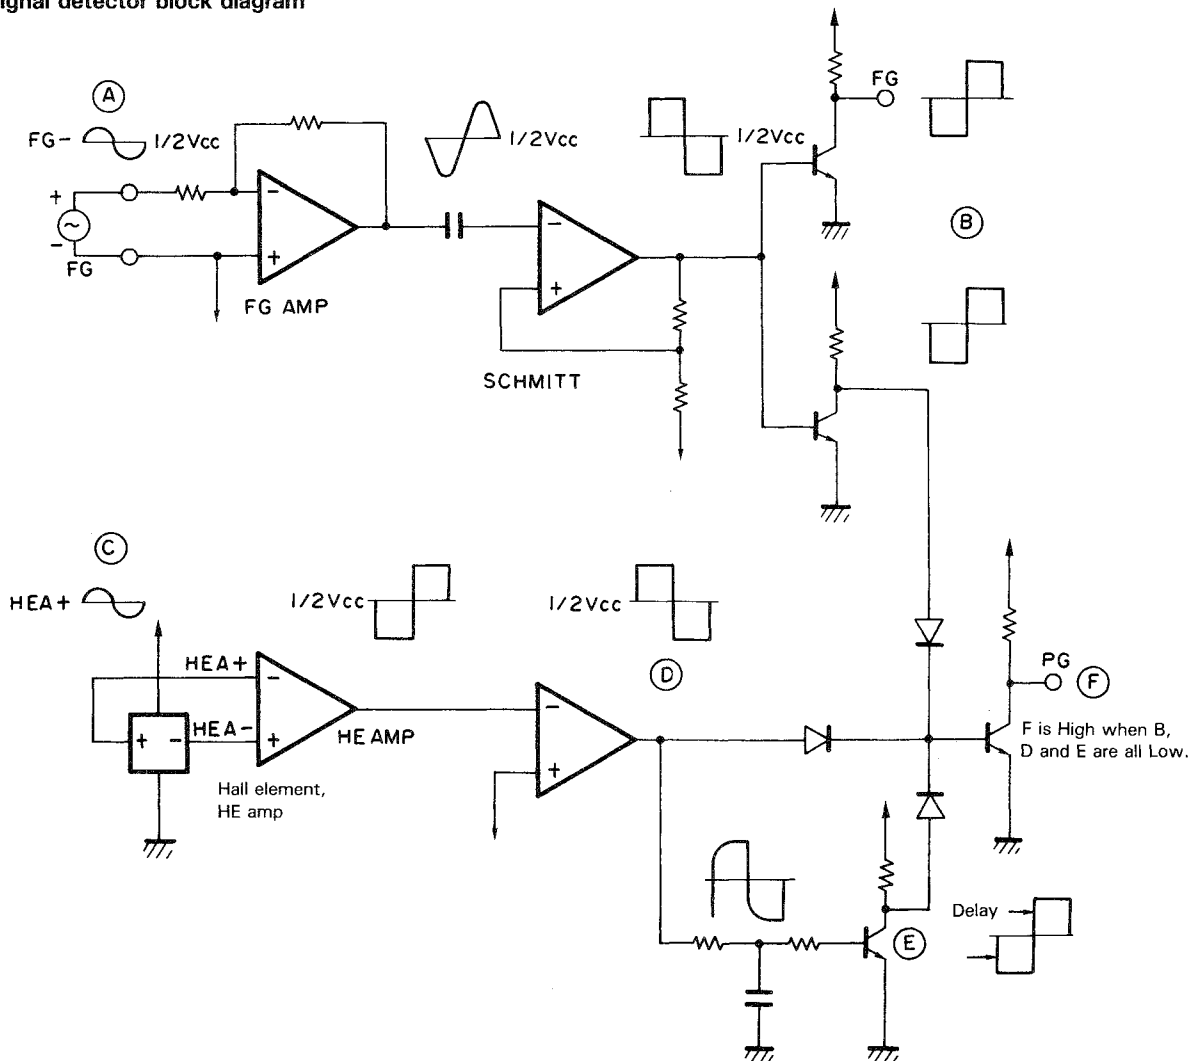 ignal detector block diagram
A
FG- 1/2Vcc
+
~
-
FG
-
+
FG AMP
1/2Vcc
-
+
SCHMITT
1/2Vcc
FG
B
C
HEA+
1/2Vcc
1/2Vcc
HEA+
HEA-
+ -
-
+
HE AMP
Hall element,
HE amp
D
-
+
PG F
F is High when B,
D and E are all Low.
E
Delay